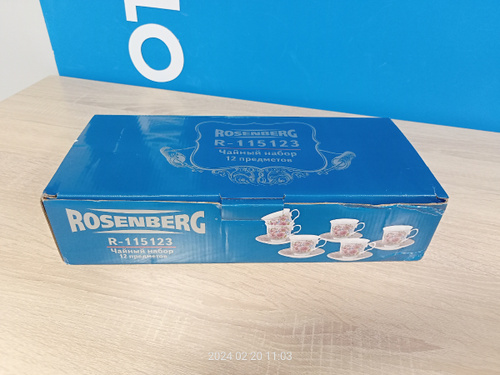 ROSENBERG
R-115123
Чайный набор
12 предметов
ROSENBERG
R-115123
Чайный набор
12 предметов
2024 02 20 11:03